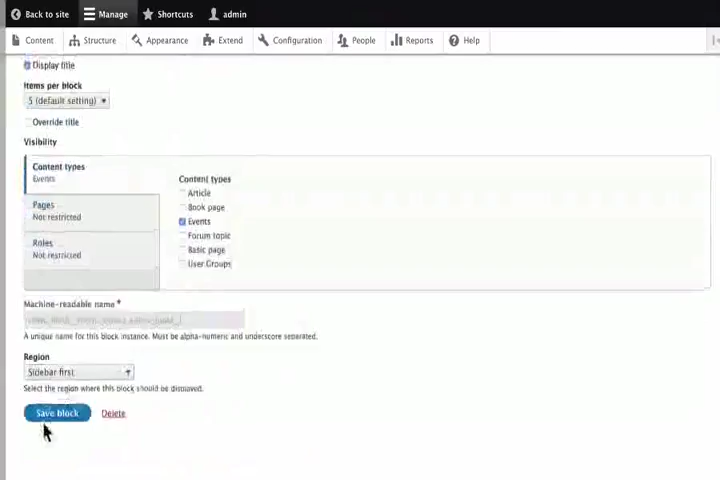 Back to site Manage Shortcuts admin
Content Structure Appearance Extend Configuration People Reports Help
Display title
Items per block
5 (default setting)
Override title
Visibility
Content types
Events
Pages
Not restricted
Roles
Not restricted
Content types
Article
Book page
Events
Forum topic
Basic page
User Groups
Machine-readable name *
A unique name for this block instance. Must be alpha-numeric and underscore separated.
Region
Sidebar first
Select the region where this block should be displayed.
Save block Delete